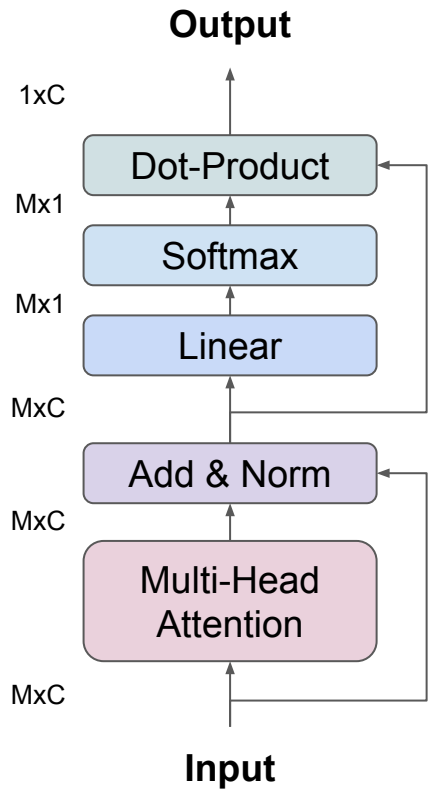 Output
1xC
Dot-Product
Mx1
Softmax
Mx1
Linear
MxC
Add & Norm
MxC
Multi-Head
Attention
MxC
Input